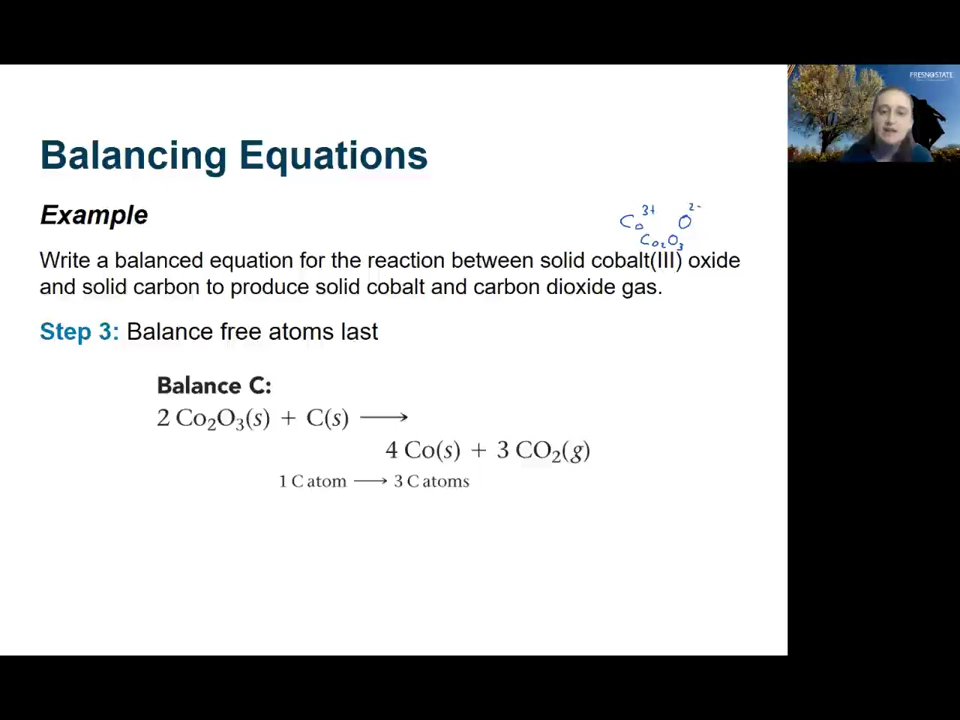 FRESNO STATE
Balancing Equations
Example
Co³⁺ O²⁻
Co₂O₃
Write a balanced equation for the reaction between solid cobalt(III) oxide
and solid carbon to produce solid cobalt and carbon dioxide gas.
Step 3: Balance free atoms last
Balance C:
2 Co₂O₃(s) + C(s) ⟶
4 Co(s) + 3 CO₂(g)
1 C atom ⟶ 3 C atoms